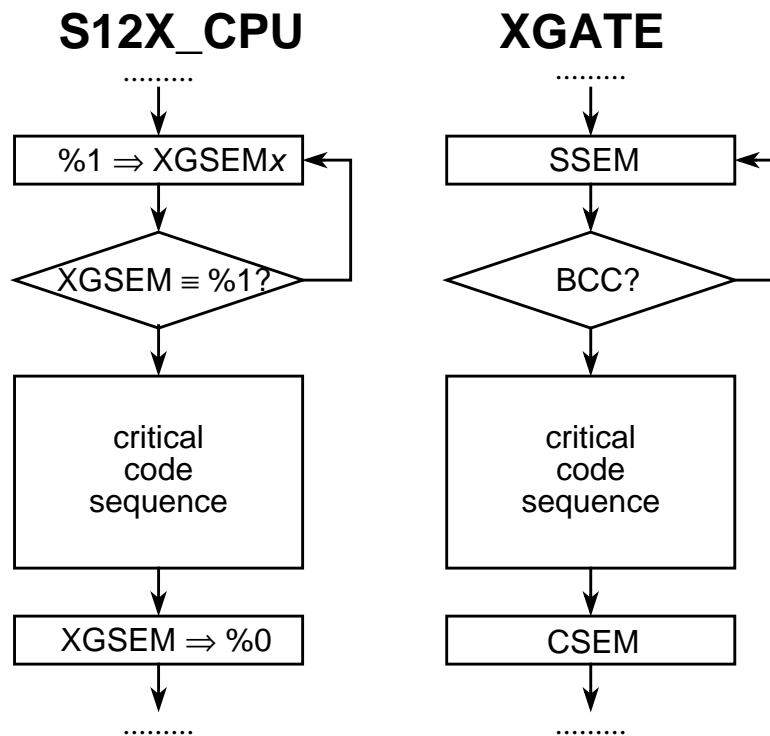 S12X_CPU
.........
%1 ⇒ XGSEMx
XGSEM ≡ %1?
critical
code
sequence
XGSEM ⇒ %0
.........
XGATE
.........
SSEM
BCC?
critical
code
sequence
CSEM
.........